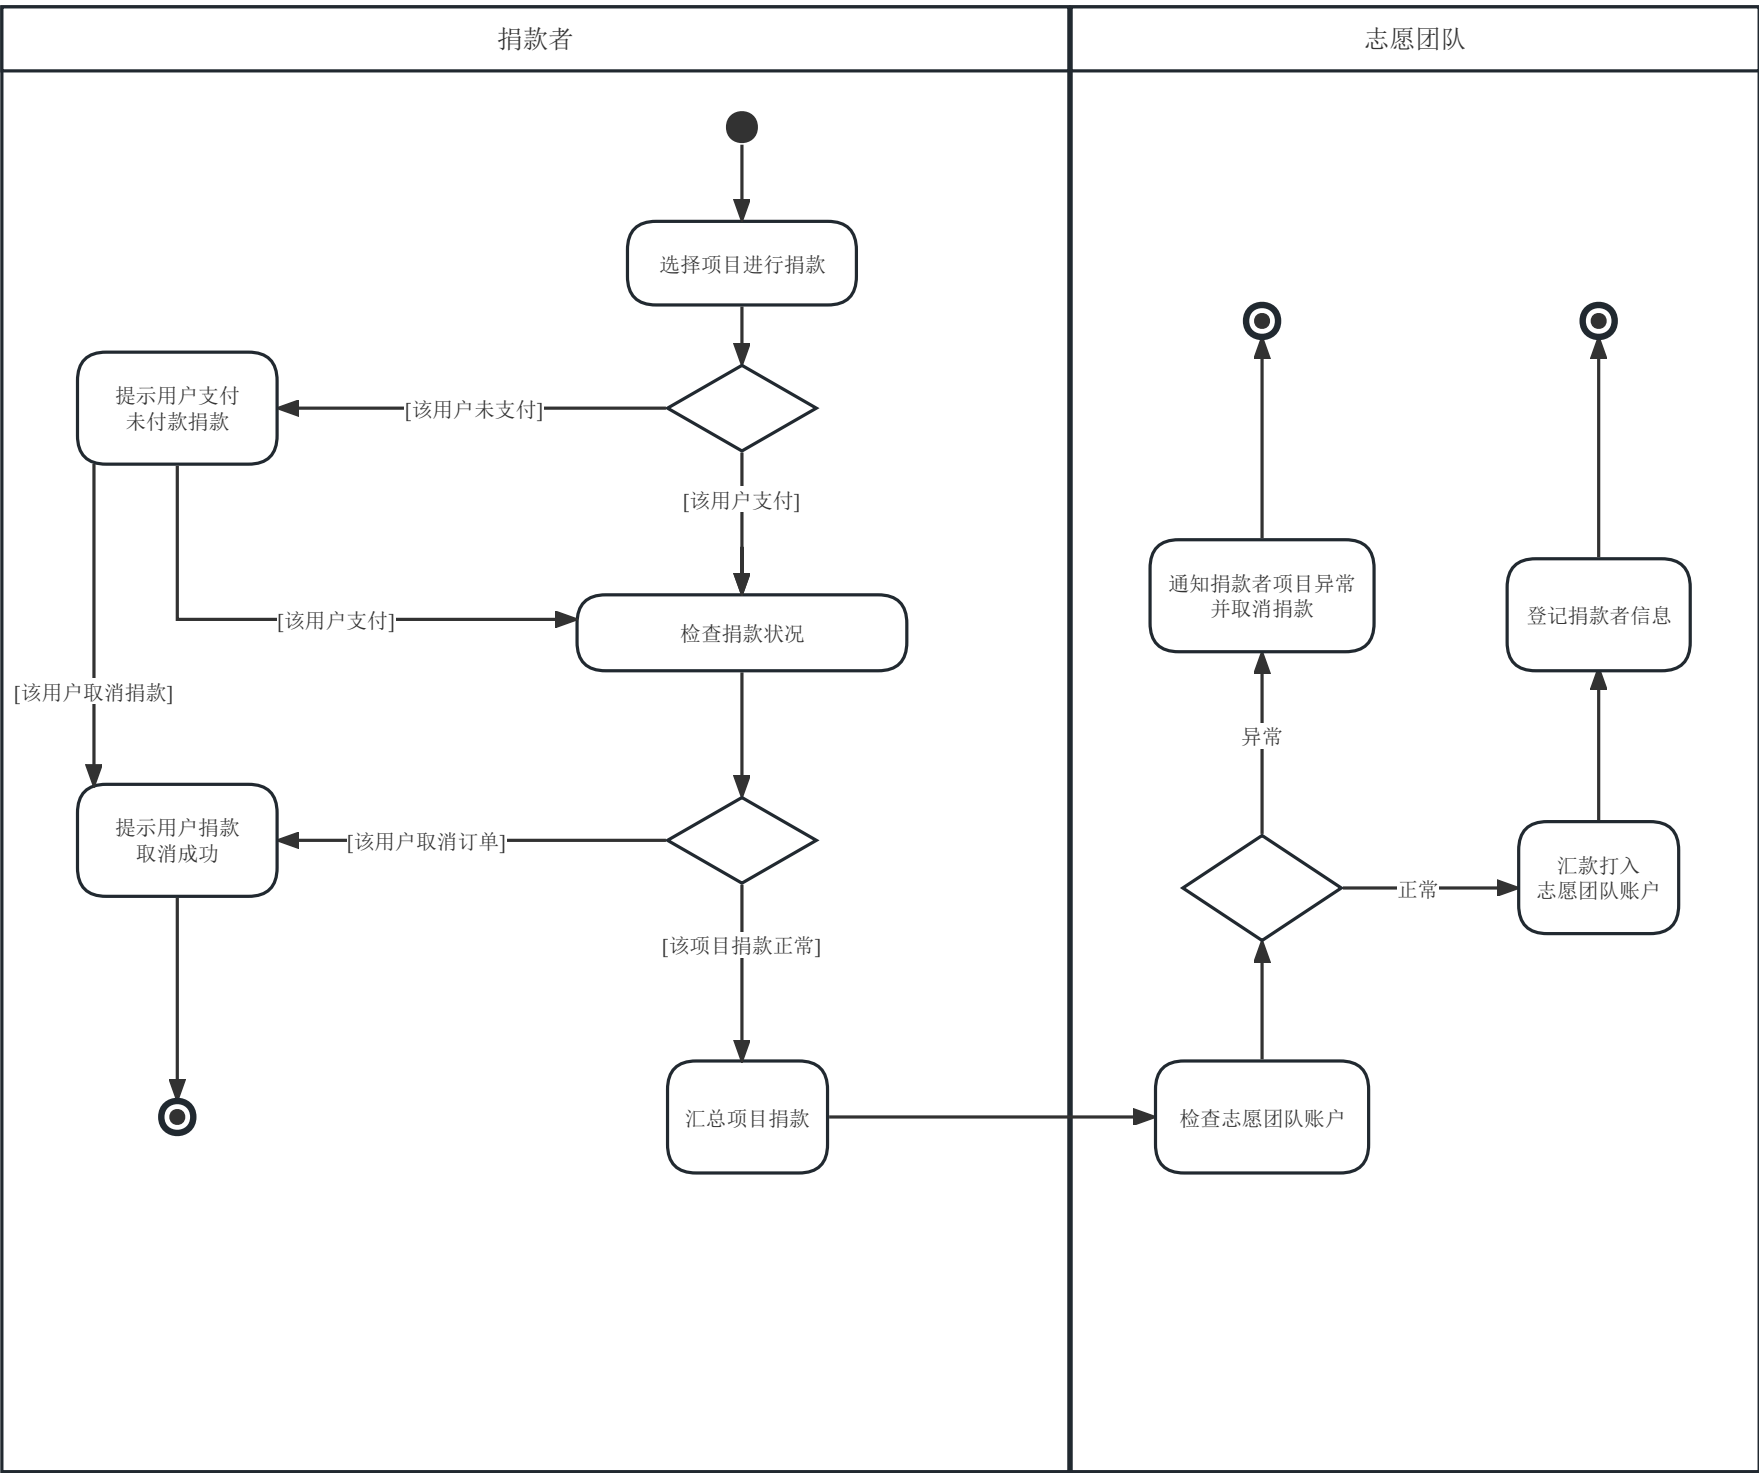 捐款者
志愿团队
选择项目进行捐款
提示用户支付
未付款捐款
[该用户未支付]
[该用户支付]
通知捐款者项目异常
并取消捐款
登记捐款者信息
[该用户支付]
检查捐款状况
[该用户取消捐款]
异常
提示用户捐款
取消成功
[该用户取消订单]
汇款打入
志愿团队账户
正常
[该项目捐款正常]
汇总项目捐款
检查志愿团队账户